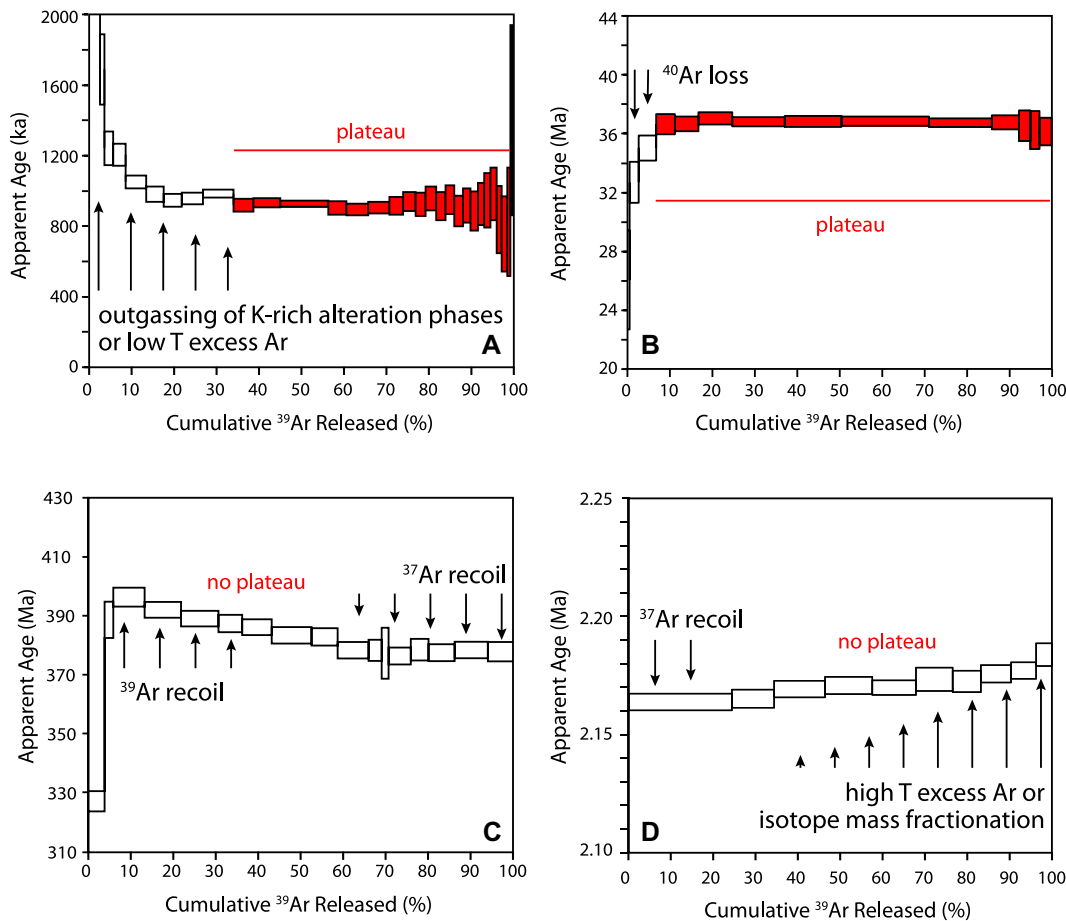 2000
1600
1200
900
400
0
Apparent Age (ka)
plateau
outgassing of K-rich alteration phases
or low T excess Ar
A
0 10 20 30 40 50 60 70 80 90 100
Cumulative ³⁹Ar Released (%)
44
40
36
32
28
24
20
Apparent Age (Ma)
⁴⁰Ar loss
plateau
B
0 10 20 30 40 50 60 70 80 90 100
Cumulative ³⁹Ar Released (%)
430
410
390
370
350
330
310
Apparent Age (Ma)
no plateau
³⁷Ar recoil
³⁹Ar recoil
C
0 10 20 30 40 50 60 70 80 90 100
Cumulative ³⁹Ar Released (%)
2.25
2.20
2.15
2.10
Apparent Age (Ma)
³⁷Ar recoil
no plateau
high T excess Ar or
isotope mass fractionation
D
0 10 20 30 40 50 60 70 80 90 100
Cumulative ³⁹Ar Released (%)